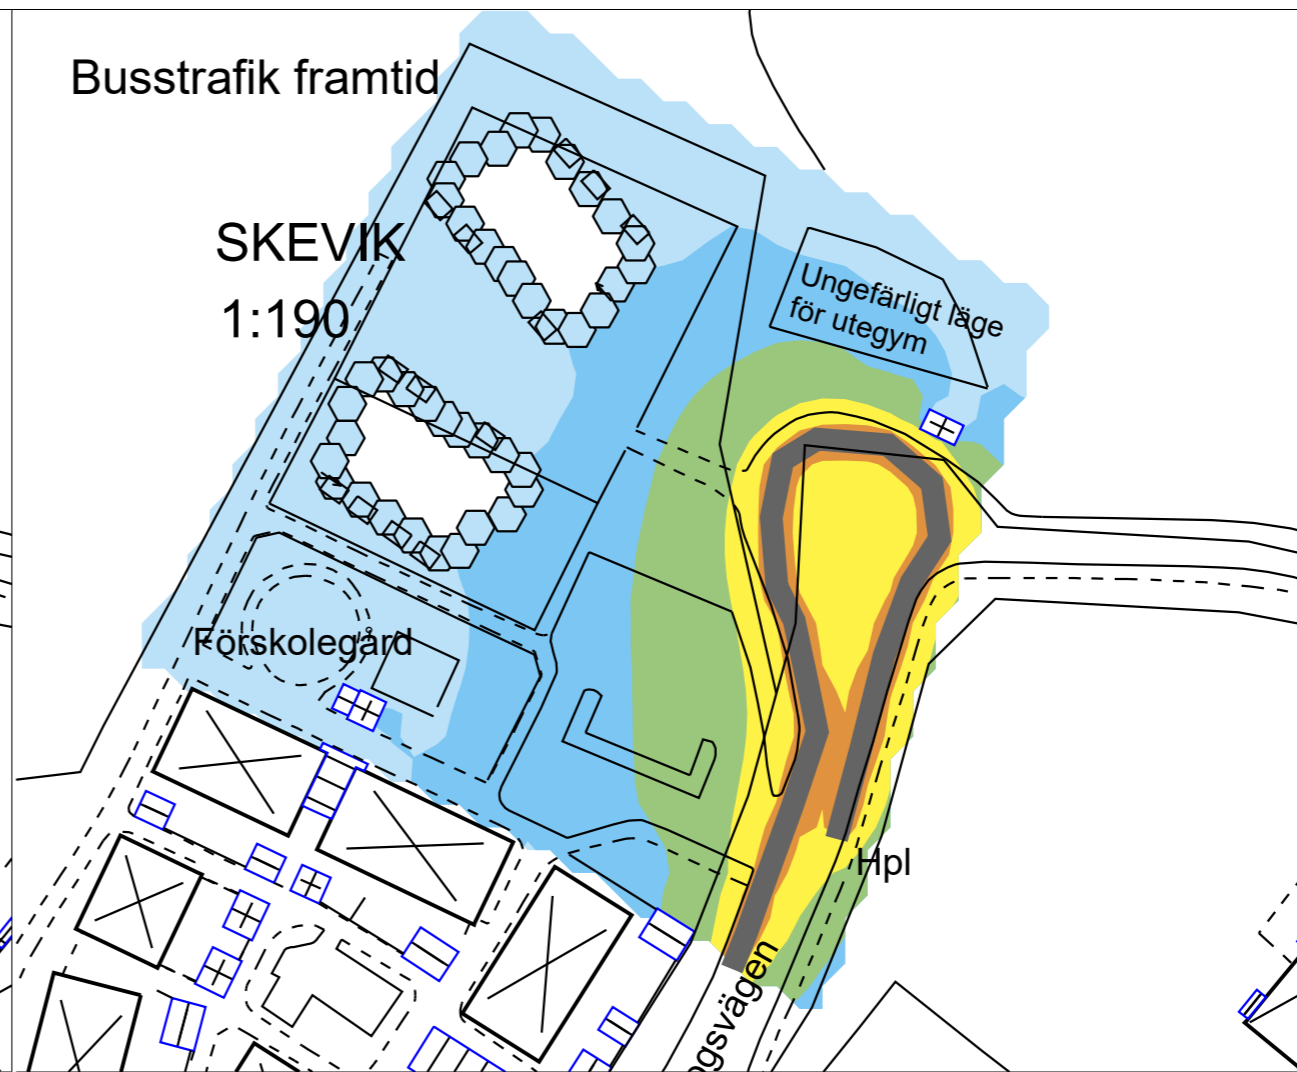 Busstrafik framtid
SKEVIK
1:190
Ungefärligt läge
för utegym
Förskolegård
Hpl
ogsvägen